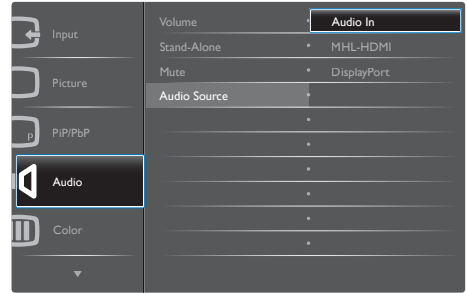 Input
Picture
p
PiP/PbP
Audio
Color
Volume
Stand-Alone
Mute
Audio Source
Audio In
MHL-HDMI
DisplayPort